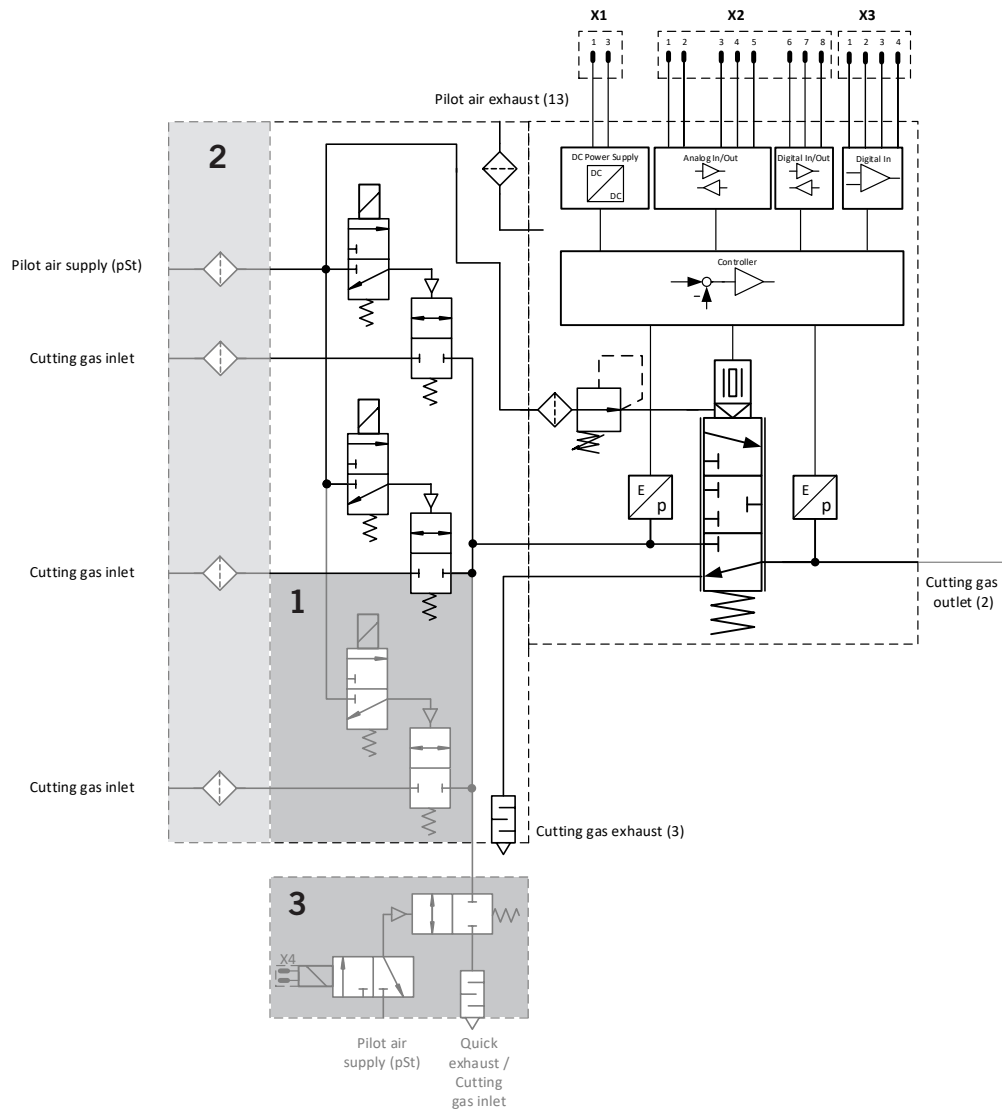 X1
X2
X3
1 3
1 2 3 4 5 6 7 8
1 2 3 4
Pilot air exhaust (13)
2
DC Power Supply
DC
DC
Analog In/Out
Digital In/Out
Digital In
Pilot air supply (pSt)
Controller
Cutting gas inlet
E
p
E
p
Cutting gas inlet
1
Cutting gas
outlet (2)
Cutting gas inlet
Cutting gas exhaust (3)
3
X4
Pilot air
supply (pSt)
Quick
exhaust /
Cutting
gas inlet